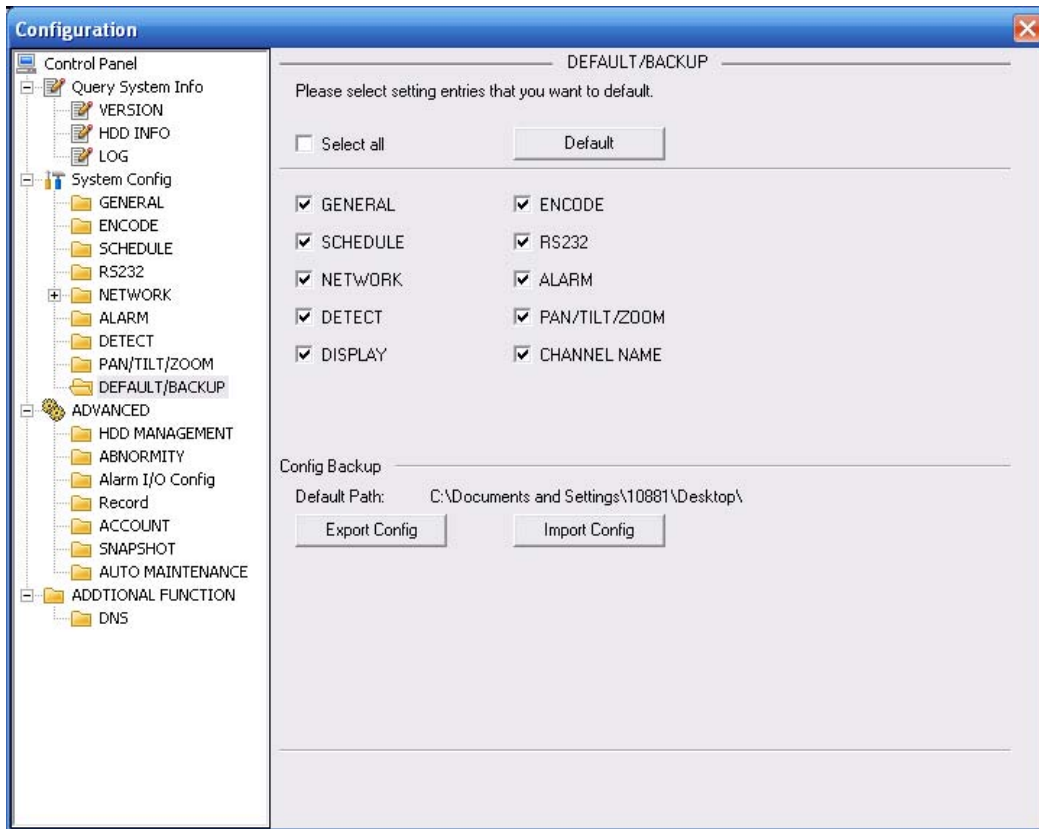 Configuration
Control Panel
Query System Info
VERSION
HDD INFO
LOG
System Config
GENERAL
ENCODE
SCHEDULE
RS232
NETWORK
ALARM
DETECT
PAN/TILT/ZOOM
DEFAULT/BACKUP
ADVANCED
HDD MANAGEMENT
ABNORMITY
Alarm I/O Config
Record
ACCOUNT
SNAPSHOT
AUTO MAINTENANCE
ADDTIONAL FUNCTION
DNS
DEFAULT/BACKUP
Please select setting entries that you want to default.
Select all Default
GENERAL ENCODE
SCHEDULE RS232
NETWORK ALARM
DETECT PAN/TILT/ZOOM
DISPLAY CHANNEL NAME
Config Backup
Default Path: C:\Documents and Settings\10881\Desktop\
Export Config Import Config